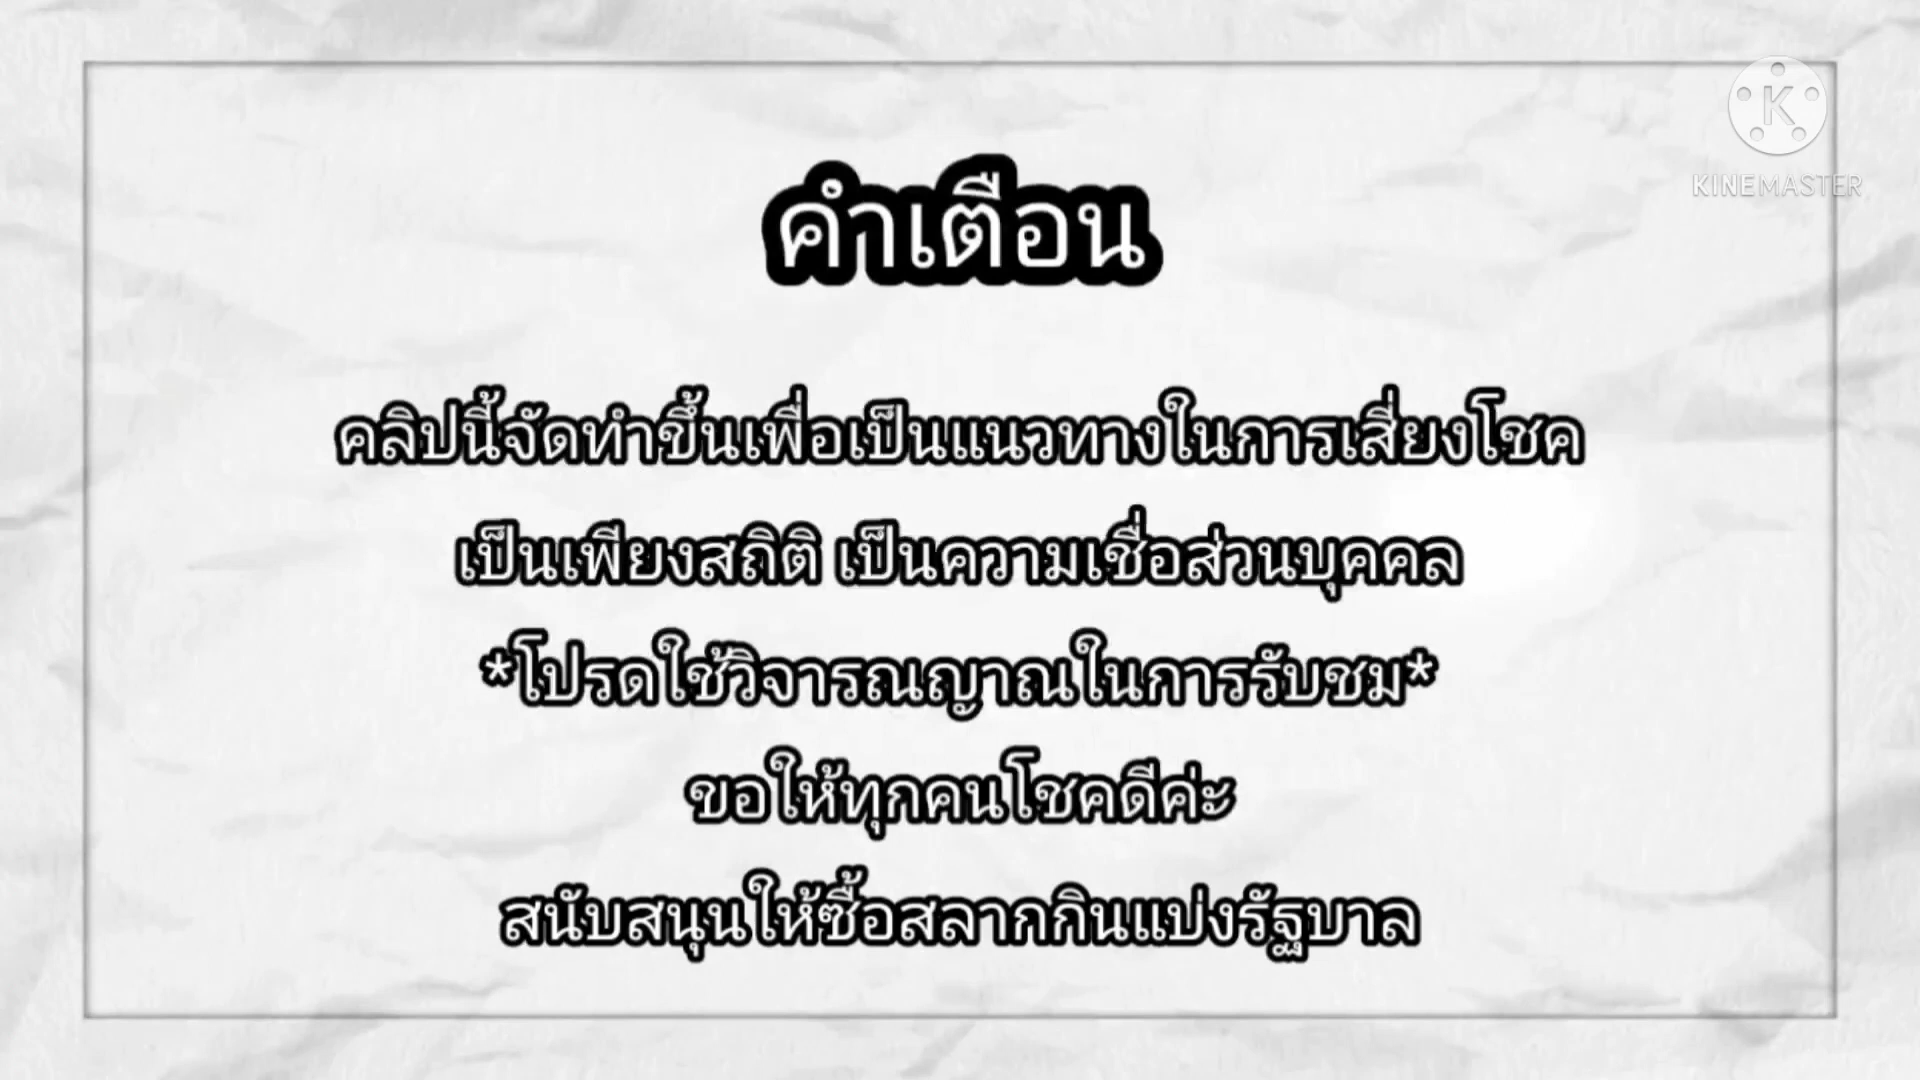 KINEMASTER
คำเตือน
คลิปนี้จัดทำขึ้นเพื่อเป็นแนวทางในการเสี่ยงโชค
เป็นเพียงสถิติ เป็นความเชื่อส่วนบุคคล
*โปรดใช้วิจารณญาณในการรับชม*
ขอให้ทุกคนโชคดีค่ะ
สนับสนุนให้ซื้อสลากกินแบ่งรัฐบาล